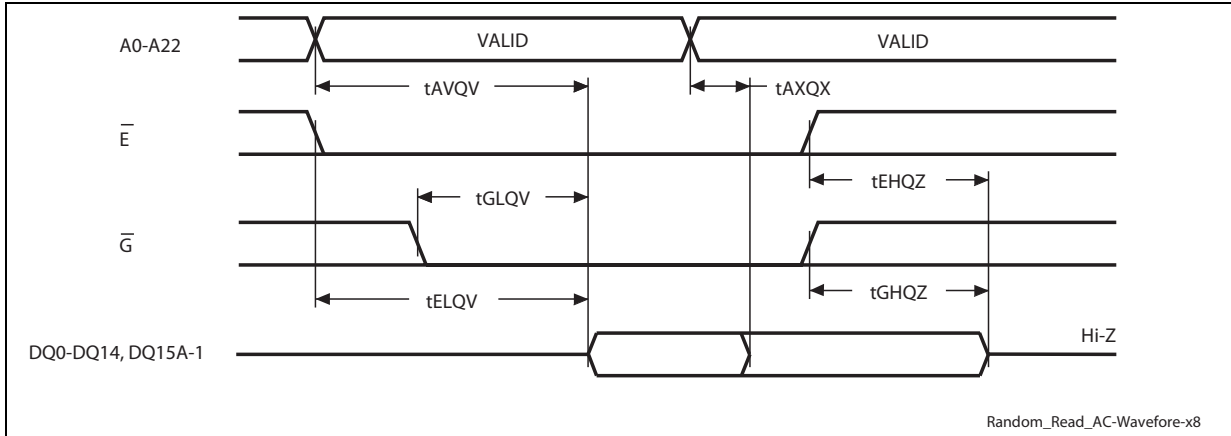 A0-A22
VALID
VALID
tAVQV
tAXQX
E̅
tEHQZ
tGLQV
G̅
tGHQZ
tELQV
Hi-Z
DQ0-DQ14, DQ15A-1
Random_Read_AC-Wavefore-x8